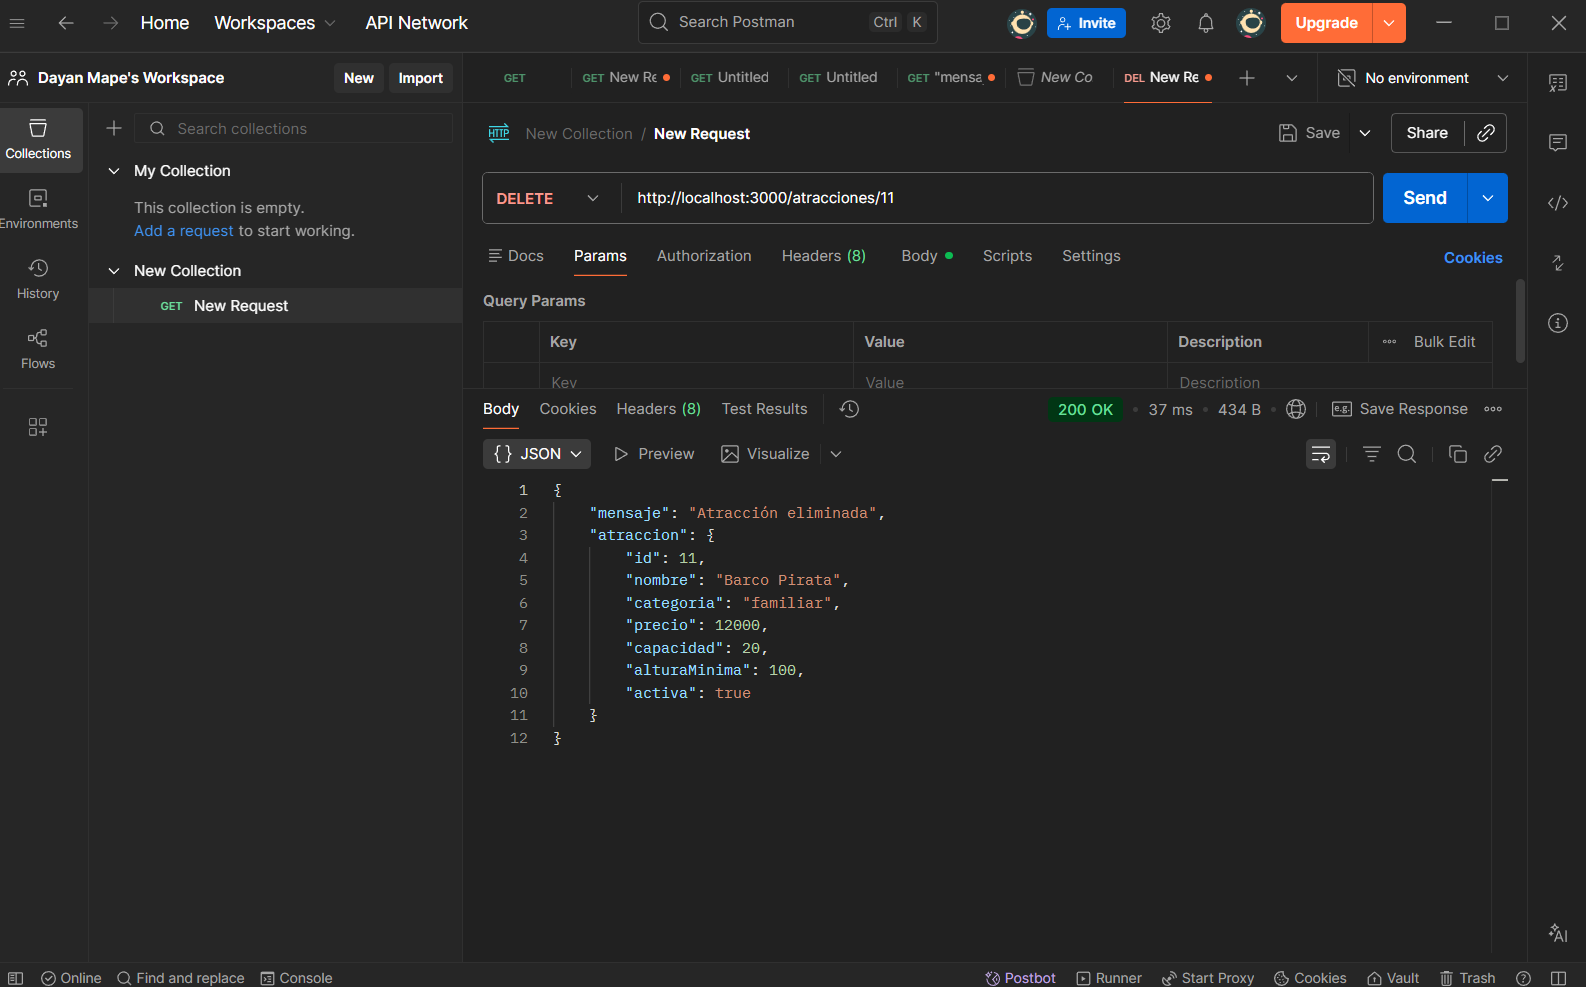 Home Workspaces API Network Search Postman Ctrl K Invite Upgrade
Dayan Mape's Workspace New Import GET GET New Re GET Untitled GET Untitled GET "mensa New Co DEL New Re No environment
Collections
Environments
History
Flows
Search collections
My Collection
This collection is empty.
Add a request to start working.
New Collection
GET New Request
HTTP New Collection / New Request Save Share
DELETE http://localhost:3000/atracciones/11 Send
Docs Params Authorization Headers (8) Body Scripts Settings Cookies
Query Params
Key Value Description Bulk Edit
Key Value Description
Body Cookies Headers (8) Test Results 200 OK 37 ms 434 B e.g. Save Response
{} JSON Preview Visualize
1 {
2 "mensaje": "Atracción eliminada",
3 "atraccion": {
4 "id": 11,
5 "nombre": "Barco Pirata",
6 "categoria": "familiar",
7 "precio": 12000,
8 "capacidad": 20,
9 "alturaMinima": 100,
10 "activa": true
11 }
12 }
AI
Online Find and replace Console Postbot Runner Start Proxy Cookies Vault Trash